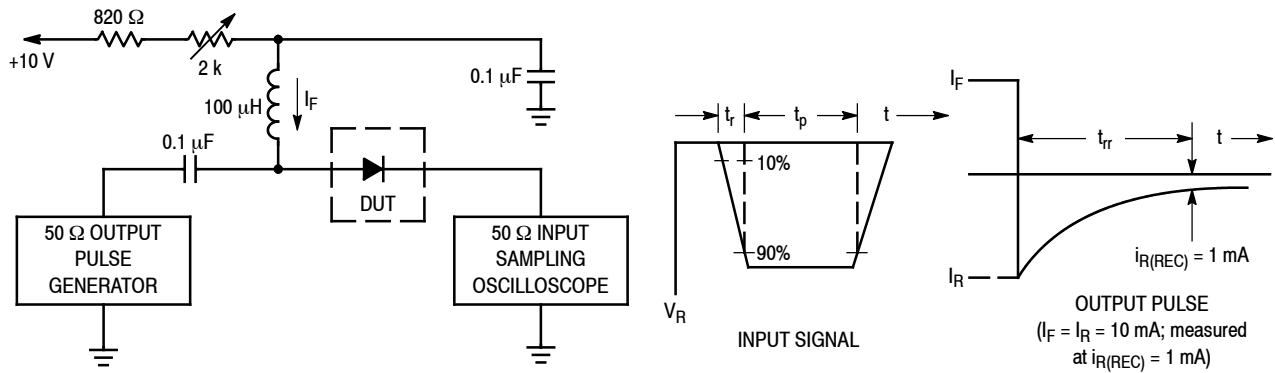 820 Ω
+10 V
2 k
100 μH
I_F
0.1 μF
0.1 μF
DUT
50 Ω OUTPUT
PULSE
GENERATOR
50 Ω INPUT
SAMPLING
OSCILLOSCOPE
t_r
t_p
t
10%
90%
V_R
INPUT SIGNAL
I_F
t_rr
t
I_R
i_R(REC) = 1 mA
OUTPUT PULSE
(I_F = I_R = 10 mA; measured
at i_R(REC) = 1 mA)